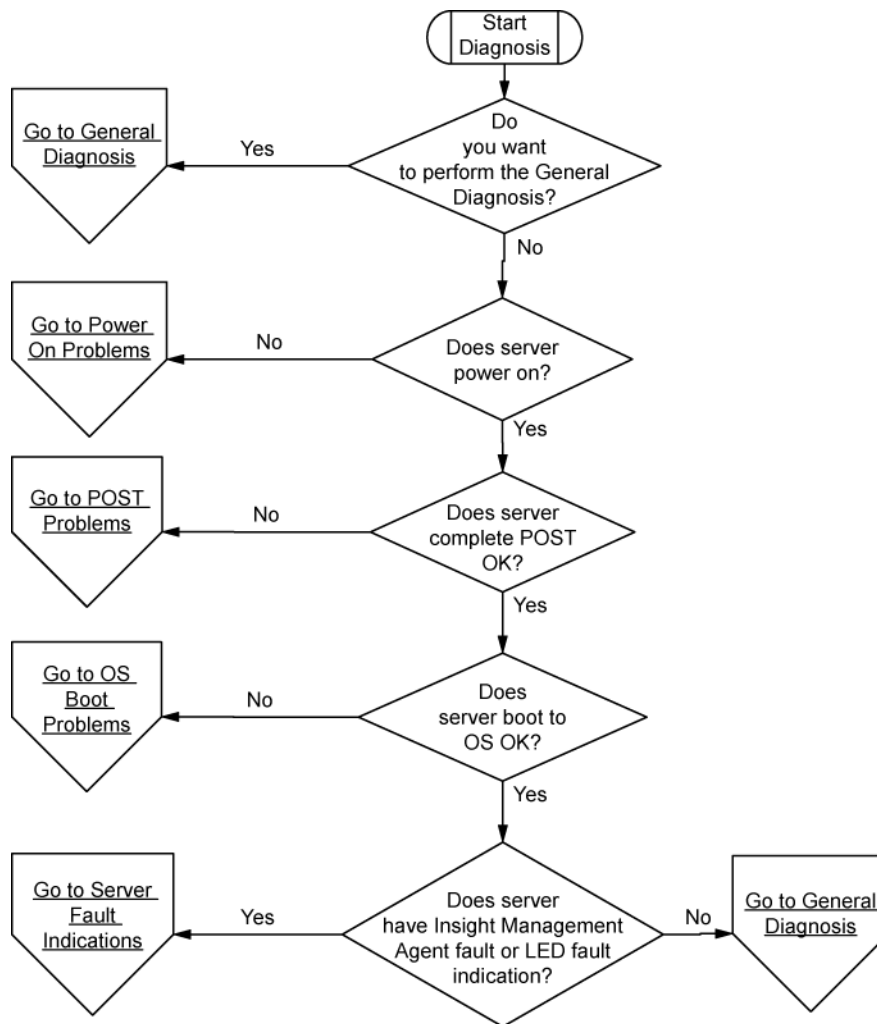 Start
Diagnosis
Do
you want
to perform the General
Diagnosis?
Yes
Go to General
Diagnosis
No
Does server
power on?
No
Go to Power
On Problems
Yes
Does server
complete POST
OK?
No
Go to POST
Problems
Yes
Does
server boot to
OS OK?
No
Go to OS
Boot
Problems
Yes
Does server
have Insight Management
Agent fault or LED fault
indication?
Yes
Go to Server
Fault
Indications
No
Go to General
Diagnosis